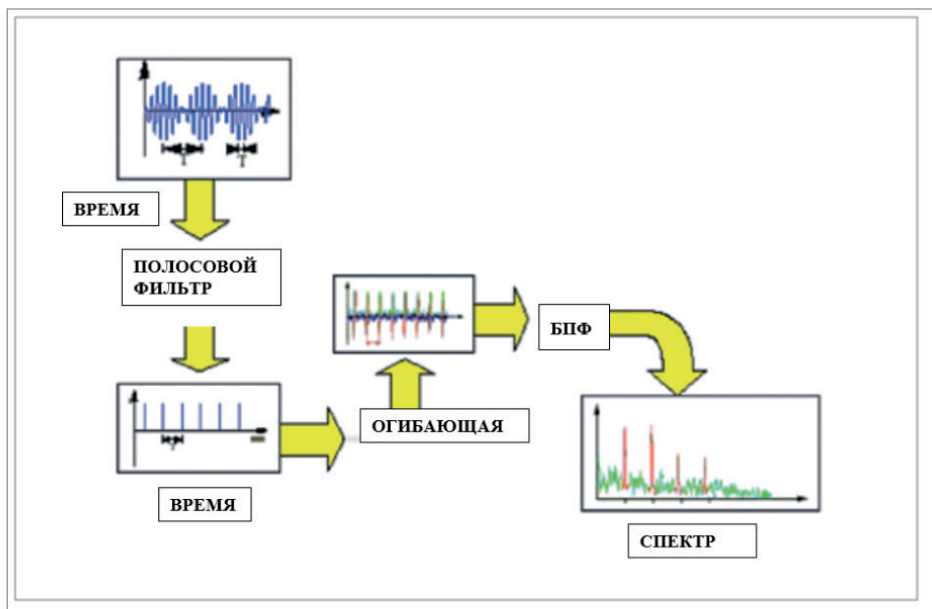 T
T
ВРЕМЯ
ПОЛОСОВОЙ
ФИЛЬТР
T
ВРЕМЯ
ОГИБАЮЩАЯ
БПФ
СПЕКТР